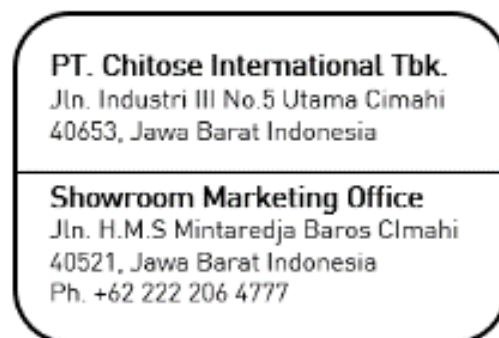 PT. Chitose International Tbk.
Jln. Industri III No.5 Utama Cimahi
40653, Jawa Barat Indonesia
Showroom Marketing Office
Jln. H.M.S Mintaredja Baros CImahi
40521, Jawa Barat Indonesia
Ph. +62 222 206 4777